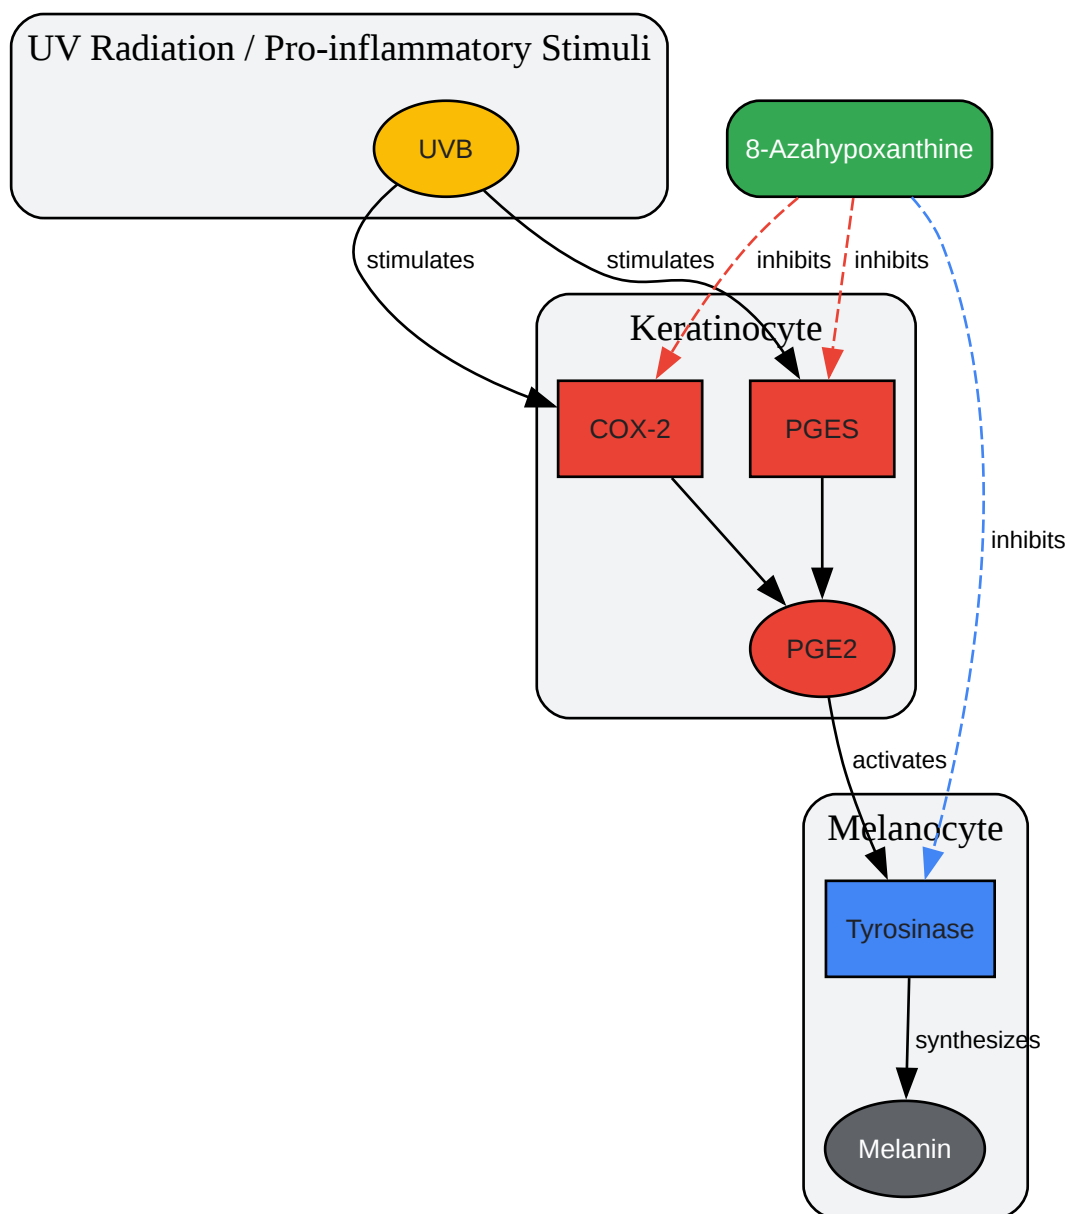 UV Radiation / Pro-inflammatory Stimuli
UVB
8-Azahypoxanthine
stimulates
stimulates
inhibits
inhibits
Keratinocyte
COX-2
PGES
inhibits
PGE2
activates
Melanocyte
Tyrosinase
synthesizes
Melanin